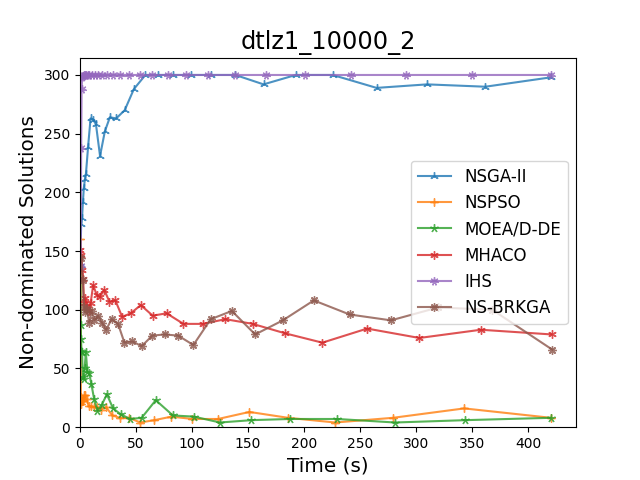 dtlz1_10000_2
Non-dominated Solutions
300
250
200
150
100
50
0
NSGA-II
NSPSO
MOEA/D-DE
MHACO
IHS
NS-BRKGA
0 50 100 150 200 250 300 350 400
Time (s)